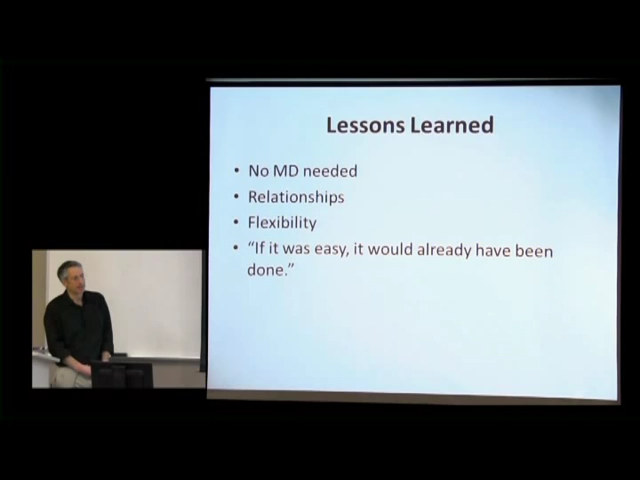 Lessons Learned
• No MD needed
• Relationships
• Flexibility
• “If it was easy, it would already have been
done.”